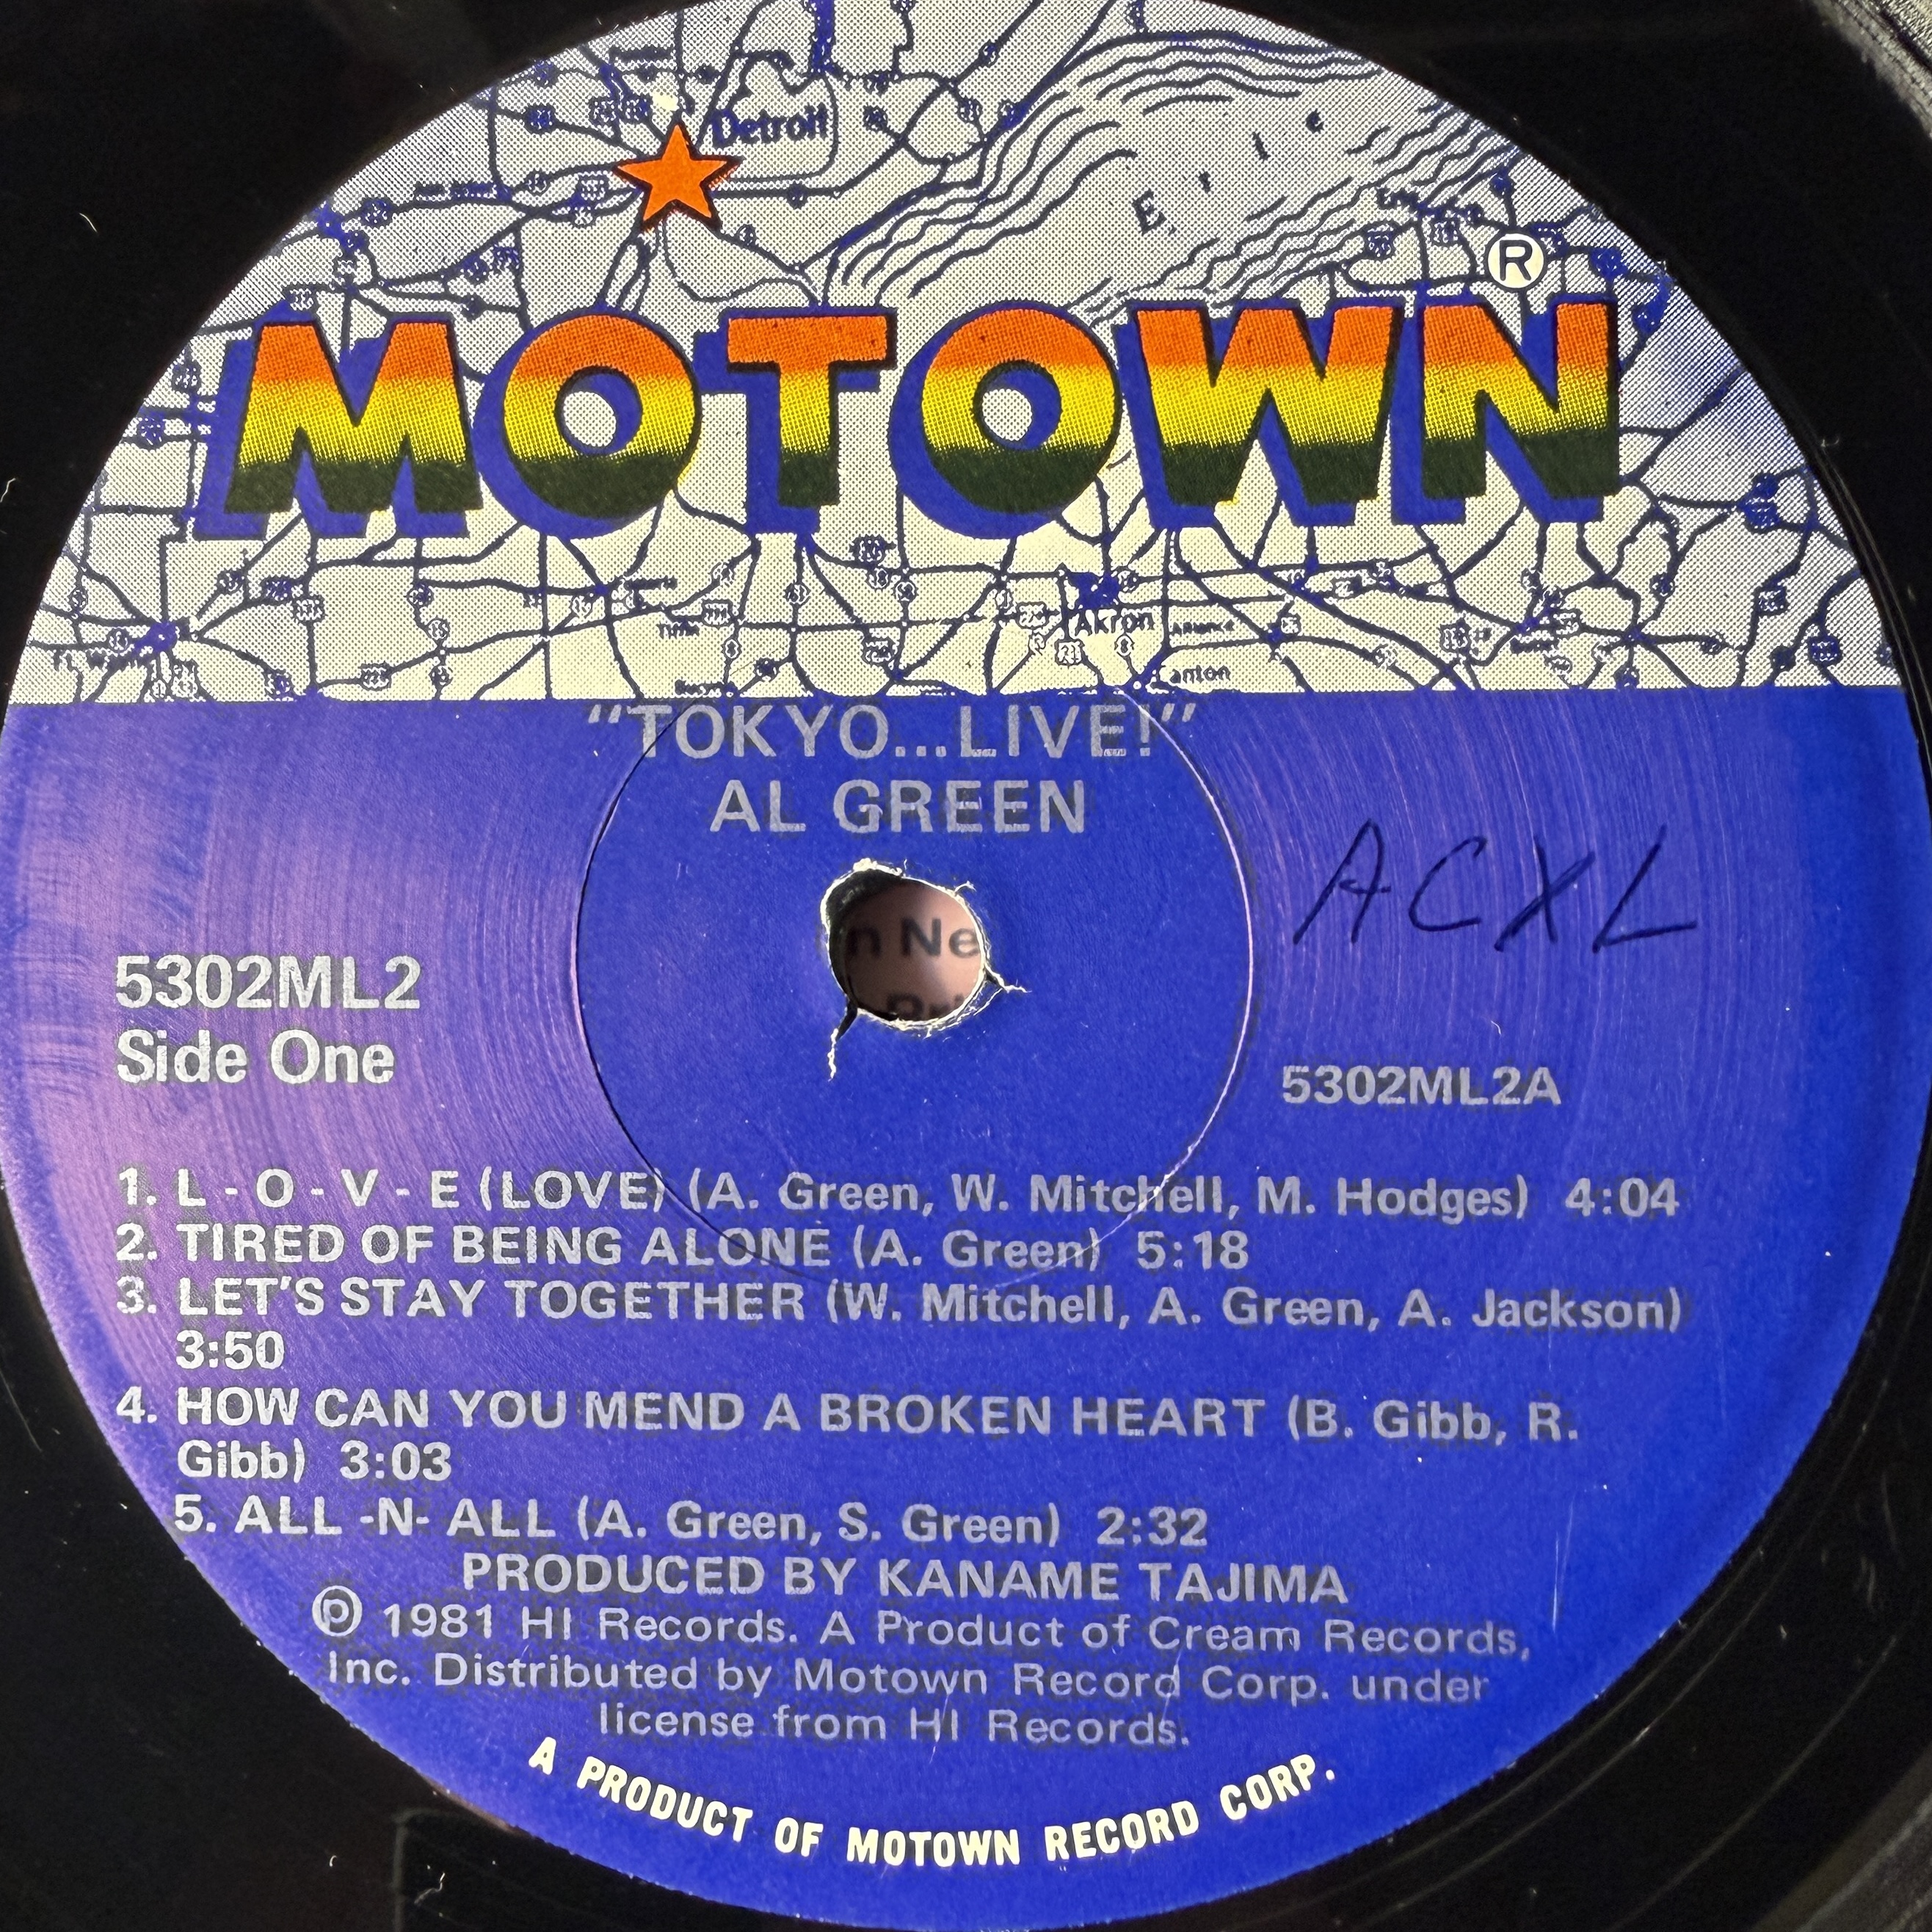 Detroit
E r i e
®
MOTOWN
Akron
Canton
"TOKYO...LIVE!"
AL GREEN
ACXL
n Ne
5302ML2
Side One
5302ML2A
1. L - O - V - E (LOVE) (A. Green, W. Mitchell, M. Hodges) 4:04
2. TIRED OF BEING ALONE (A. Green) 5:18
3. LET'S STAY TOGETHER (W. Mitchell, A. Green, A. Jackson)
3:50
4. HOW CAN YOU MEND A BROKEN HEART (B. Gibb, R.
Gibb) 3:03
5. ALL -N- ALL (A. Green, S. Green) 2:32
PRODUCED BY KANAME TAJIMA
℗ 1981 HI Records. A Product of Cream Records,
Inc. Distributed by Motown Record Corp. under
license from HI Records.
A PRODUCT OF MOTOWN RECORD CORP.